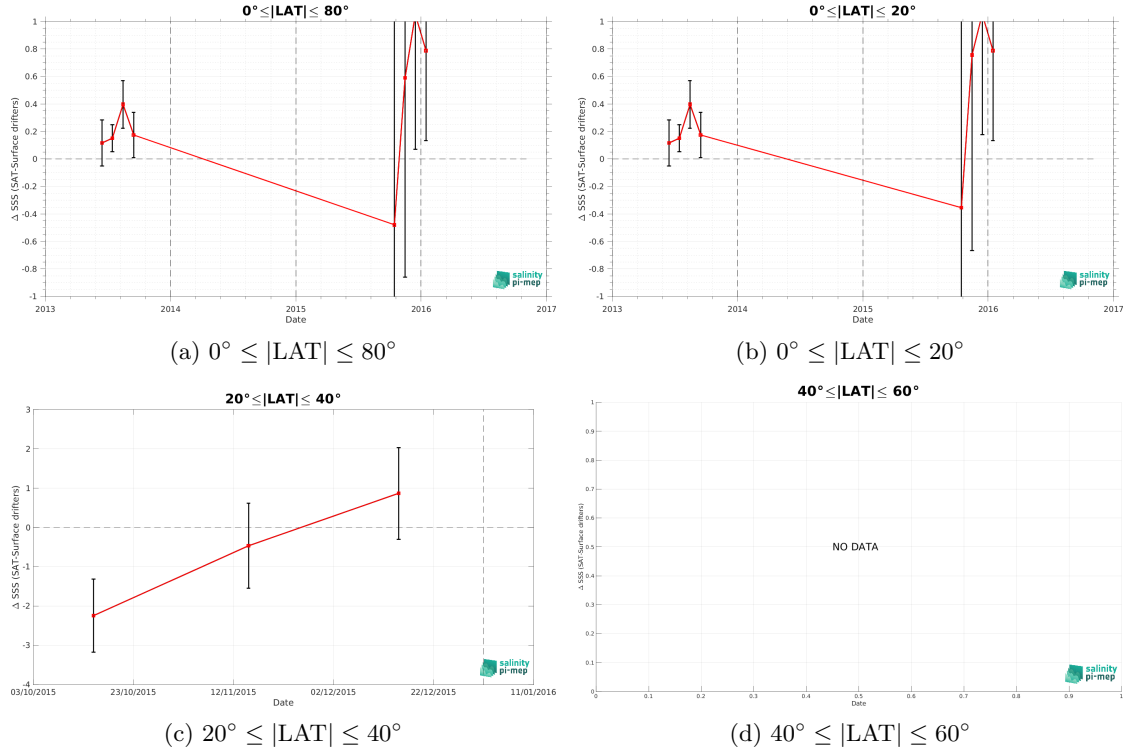 0°≤|LAT|≤ 80°
Δ SSS (SAT-Surface drifters)
1
0.8
0.6
0.4
0.2
0
-0.2
-0.4
-0.6
-0.8
-1
2013 2014 2015 2016 2017
Date
salinity
pi-mep
(a) 0° ≤ |LAT| ≤ 80°
0°≤|LAT|≤ 20°
Δ SSS (SAT-Surface drifters)
1
0.8
0.6
0.4
0.2
0
-0.2
-0.4
-0.6
-0.8
-1
2013 2014 2015 2016 2017
Date
salinity
pi-mep
(b) 0° ≤ |LAT| ≤ 20°
20°≤|LAT|≤ 40°
Δ SSS (SAT-Surface drifters)
3
2
1
0
-1
-2
-3
-4
03/10/2015 23/10/2015 12/11/2015 02/12/2015 22/12/2015 11/01/2016
Date
salinity
pi-mep
(c) 20° ≤ |LAT| ≤ 40°
40°≤|LAT|≤ 60°
Δ SSS (SAT-Surface drifters)
1
0.9
0.8
0.7
0.6
0.5
0.4
0.3
0.2
0.1
0
NO DATA
0 0.1 0.2 0.3 0.4 0.5 0.6 0.7 0.8 0.9 1
Date
salinity
pi-mep
(d) 40° ≤ |LAT| ≤ 60°